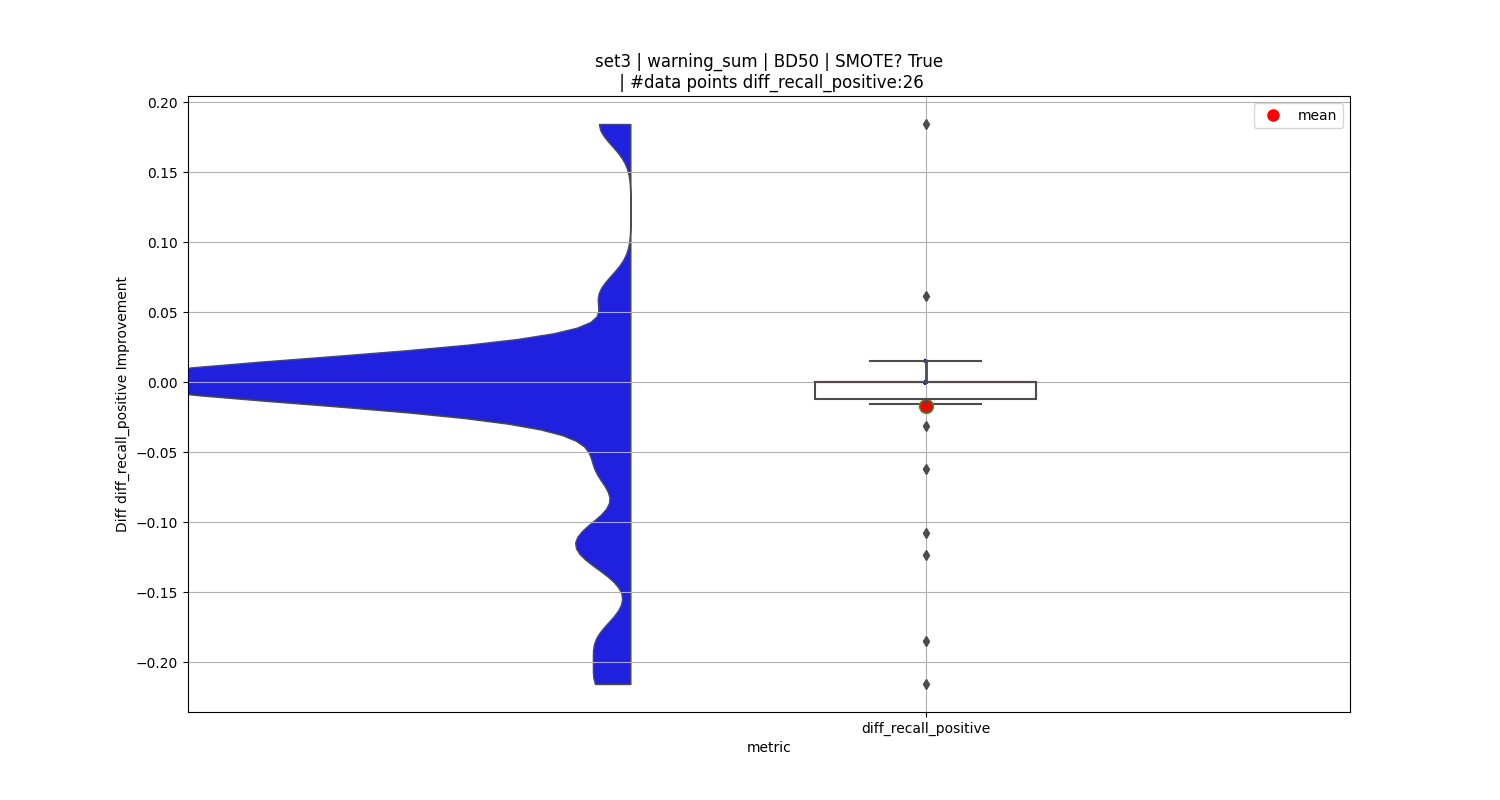 set3 | warning_sum | BD50 | SMOTE? True
| #data points diff_recall_positive:26
mean
0.20
0.15
0.10
0.05
0.00
−0.05
−0.10
−0.15
−0.20
Diff diff_recall_positive Improvement
diff_recall_positive
metric